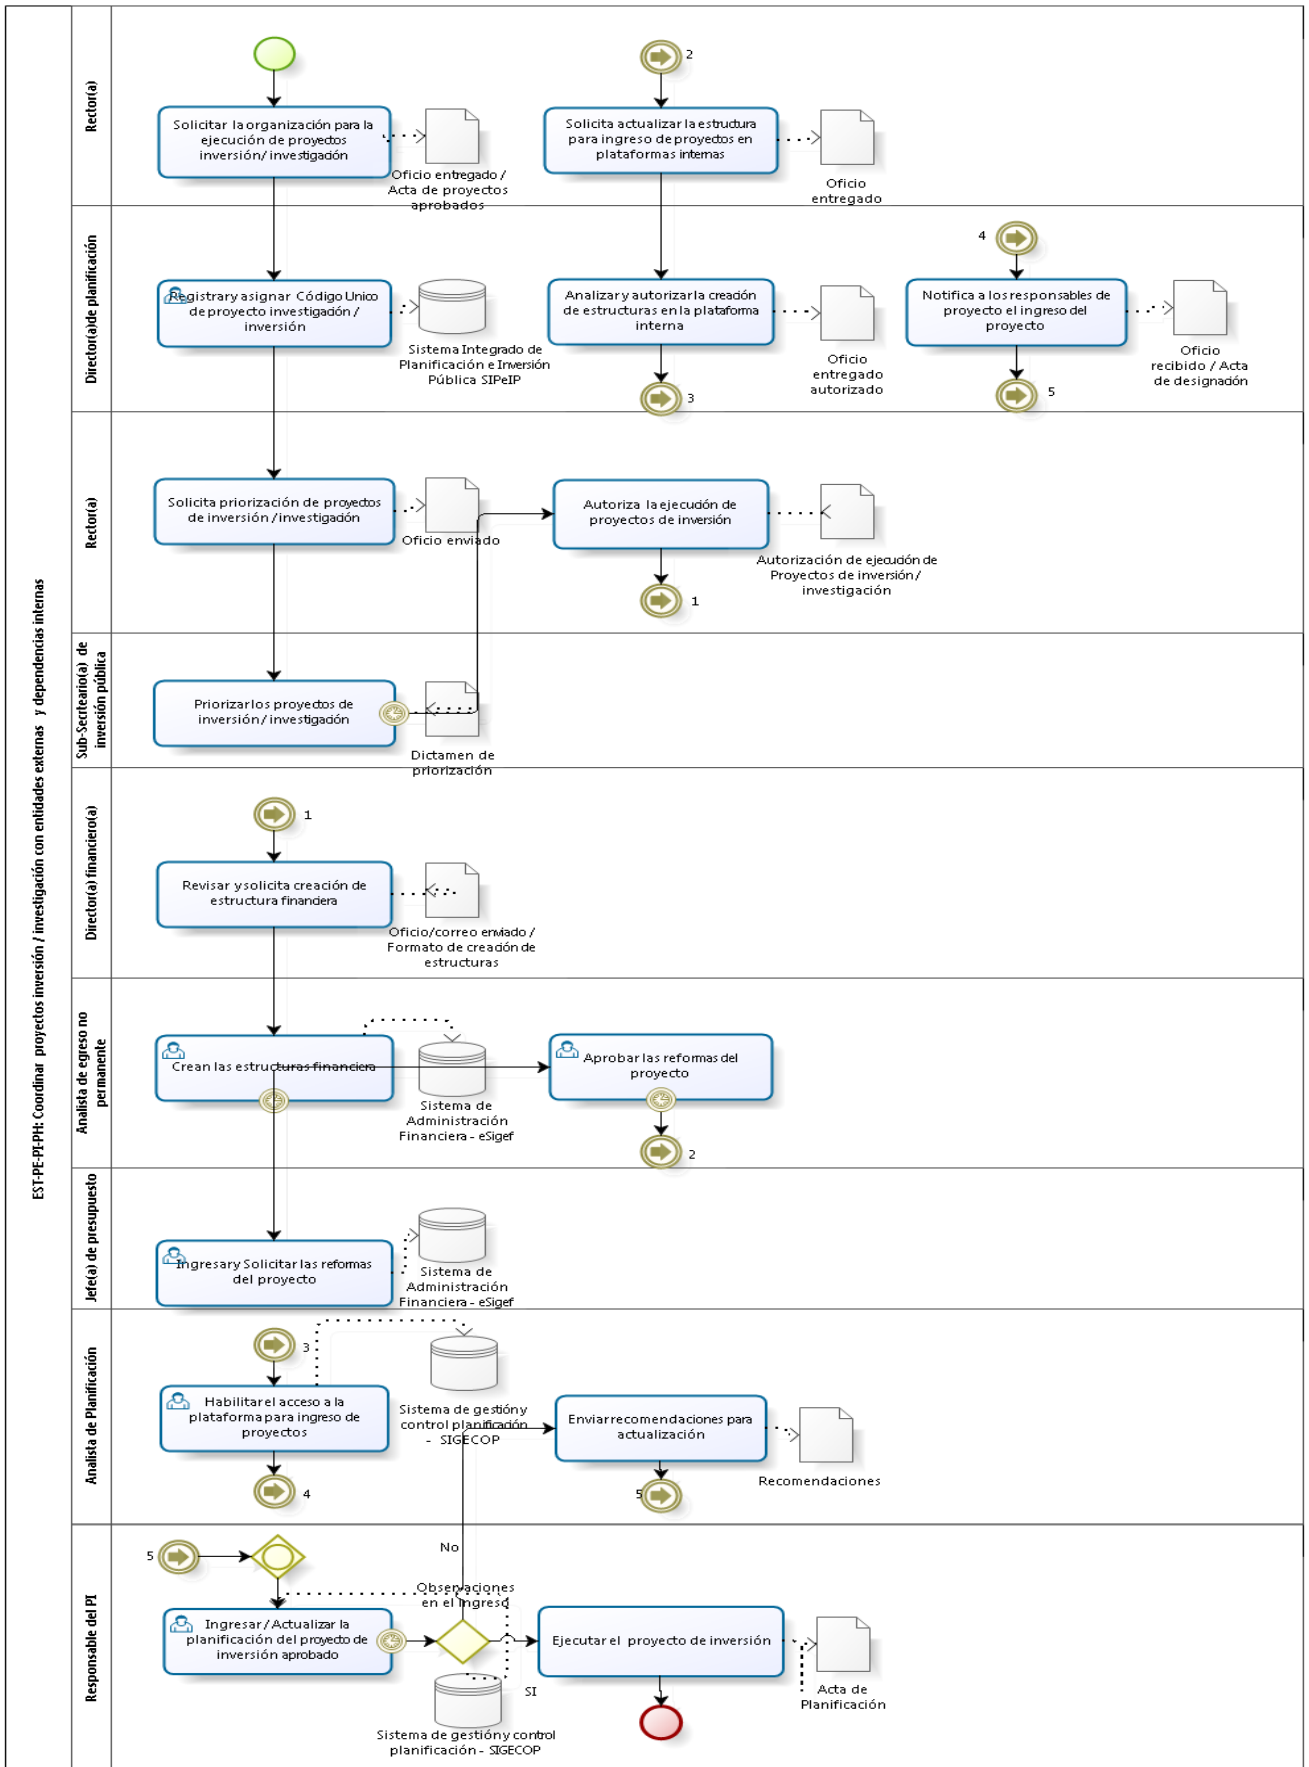 EST-PE-PI-PH: Coordinar proyectos inversión / investigación con entidades externas y dependencias internas
Rector(a)
Solicitar la organización para la
ejecución de proyectos
inversión/ investigación
Oficio entregado /
Acta de proyectos
aprobados
2
Solicita actualizar la estructura
para ingreso de proyectos en
plataformas internas
Oficio
entregado
Director(a)de planificación
Registrar y asignar Código Unico
de proyecto investigación /
inversión
Sistema Integrado de
Planificación e Inversión
Pública SIPeIP
Analizar y autorizar la creación
de estructuras en la plataforma
interna
Oficio
entregado
autorizado
3
4
Notifica a los responsables de
proyecto el ingreso del
proyecto
Oficio
recibido / Acta
de designación
5
Rector(a)
Solicita priorización de proyectos
de inversión /investigación
Oficio enviado
Autoriza la ejecución de
proyectos de inversión
Autorización de ejecución de
Proyectos de inversión/
investigación
1
Sub-Secrteario(a) de
inversión pública
Priorizar los proyectos de
inversión/ investigación
Dictamen de
priorización
Director(a) financiero(a)
1
Revisar y solicita creación de
estructura financiera
Oficio/correo enviado /
Formato de creación de
estructuras
Analista de egreso no
permanente
Crean las estructuras financiera
Sistema de
Administración
Financiera - eSigef
Aprobar las reformas del
proyecto
2
Jefe(a) de presupuesto
Ingresar y Solicitar las reformas
del proyecto
Sistema de
Administración
Financiera - eSigef
Analista de Planificación
3
Habilitar el acceso a la
plataforma para ingreso de
proyectos
4
Sistema de gestión y
control planificación
- SIGECOP
Enviar recomendaciones para
actualización
Recomendaciones
5
Responsable del PI
5
Ingresar / Actualizar la
planificación del proyecto de
inversión aprobado
No
Observaciones
en el ingreso
SI
Sistema de gestión y control
planificación - SIGECOP
Ejecutar el proyecto de inversión
Acta de
Planificación